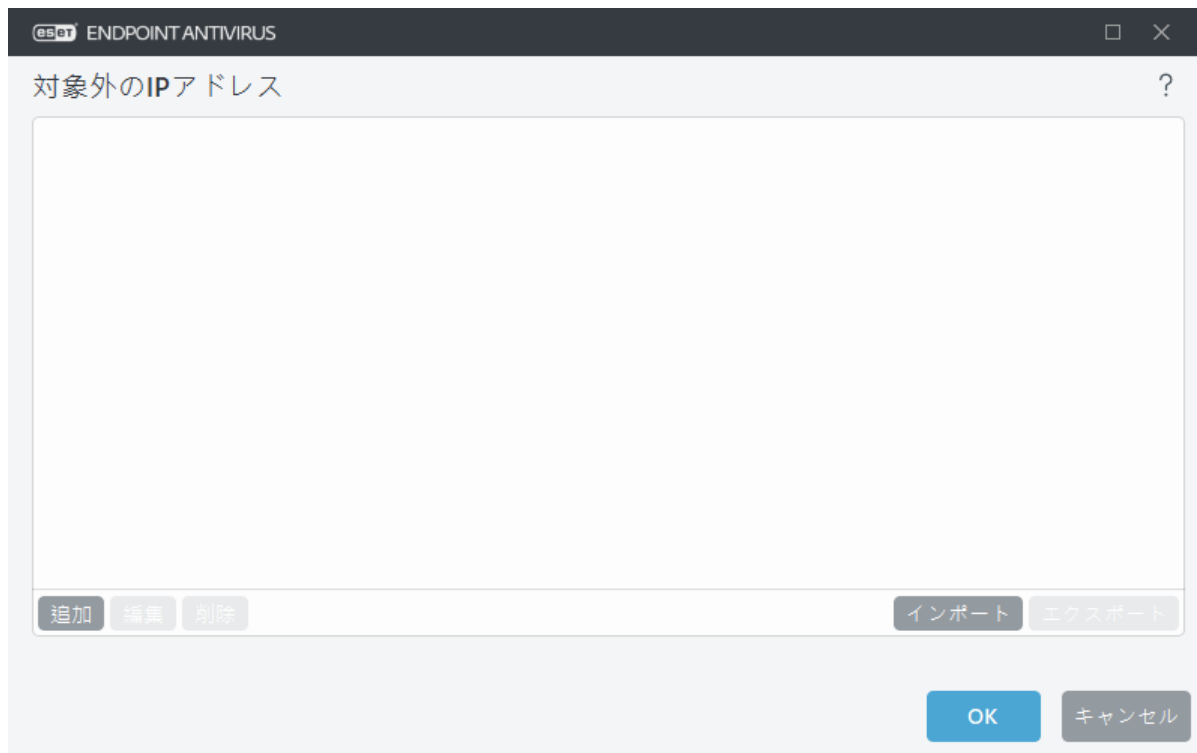 eset ENDPOINT ANTIVIRUS
対象外のIPアドレス
?
追加 編集 削除 インポート エクスポート
OK キャンセル